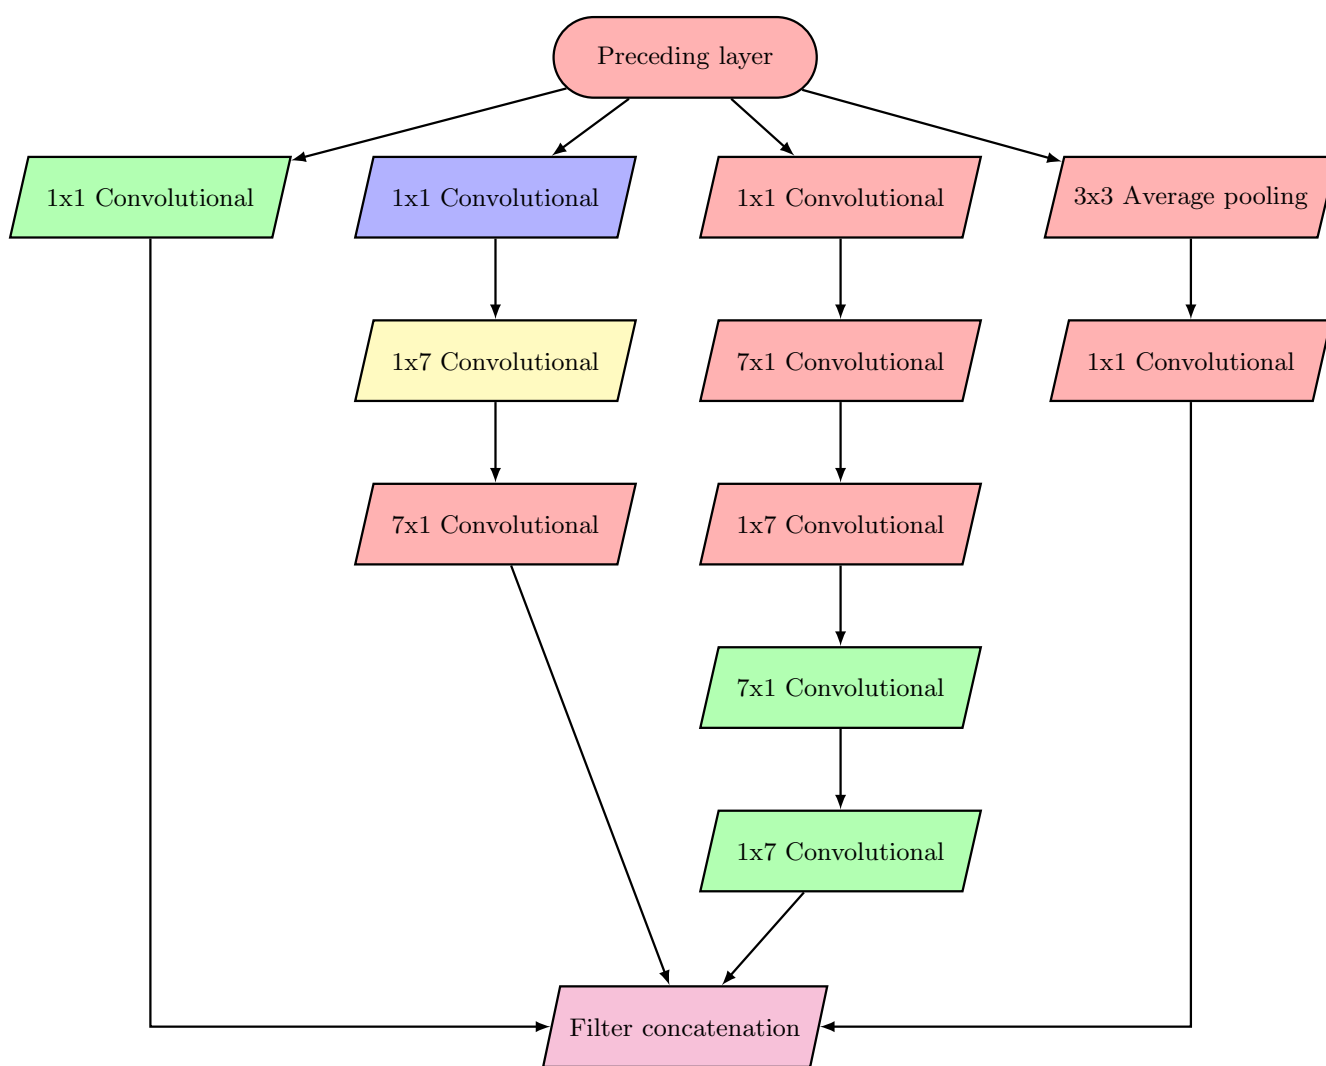 Preceding layer
1x1 Convolutional
1x1 Convolutional
1x1 Convolutional
3x3 Average pooling
1x7 Convolutional
7x1 Convolutional
1x1 Convolutional
7x1 Convolutional
1x7 Convolutional
7x1 Convolutional
1x7 Convolutional
Filter concatenation